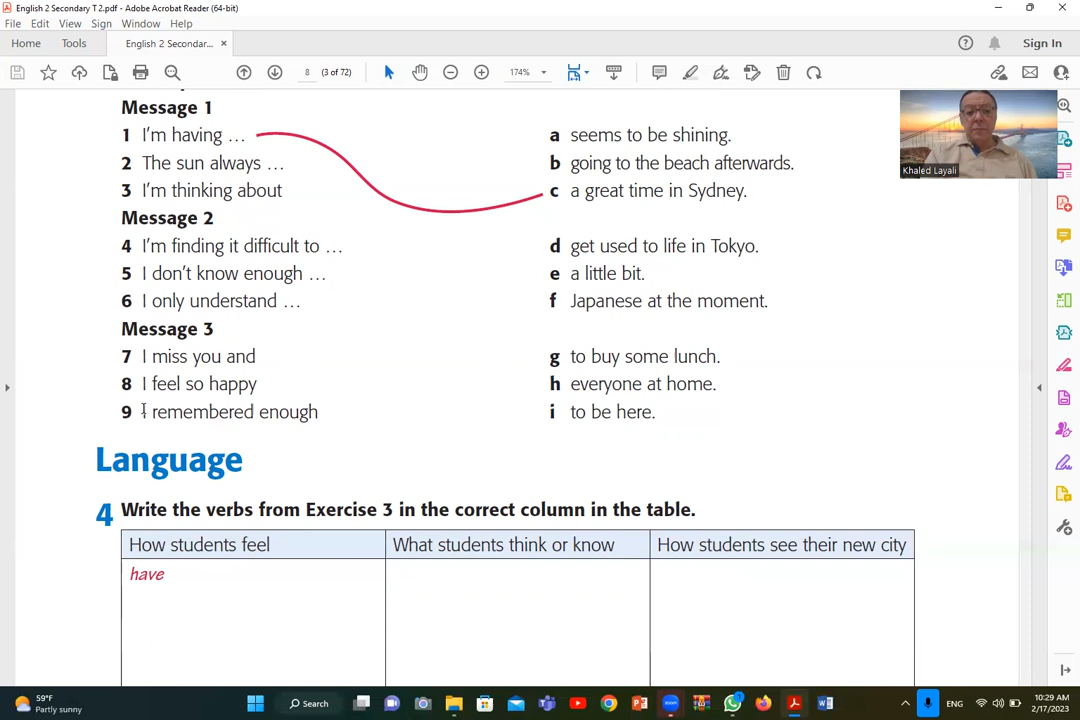 English 2 Secondary T 2.pdf - Adobe Acrobat Reader (64-bit)
File Edit View Sign Window Help
Home Tools English 2 Secondar... × Sign In
8 (3 of 72) 174%
Message 1
1 I'm having … a seems to be shining.
2 The sun always … b going to the beach afterwards.
3 I'm thinking about c a great time in Sydney.
Message 2
4 I'm finding it difficult to … d get used to life in Tokyo.
5 I don't know enough … e a little bit.
6 I only understand … f Japanese at the moment.
Message 3
7 I miss you and g to buy some lunch.
8 I feel so happy h everyone at home.
9 I remembered enough i to be here.
Khaled Layali
Language
4 Write the verbs from Exercise 3 in the correct column in the table.
How students feel What students think or know How students see their new city
have
59°F
Partly sunny
Search
ENG
10:29 AM
2/17/2023